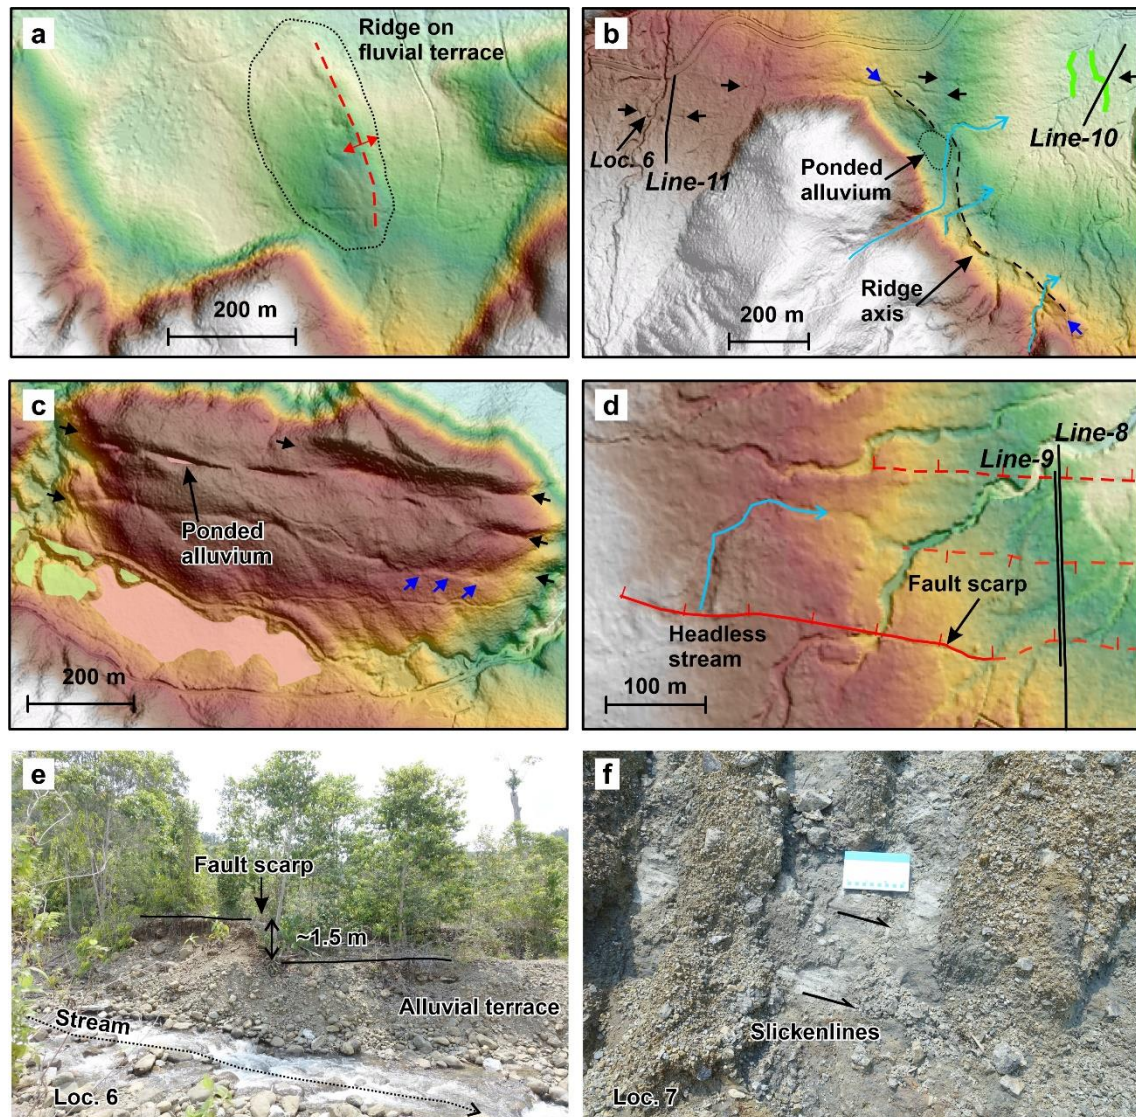 a
Ridge on
fluvial terrace
200 m
b
Loc. 6
Line-11
Ponded
alluvium
Line-10
Ridge
axis
200 m
c
Ponded
alluvium
200 m
d
Line-8
Line-9
Fault scarp
Headless
stream
100 m
e
Fault scarp
~1.5 m
Alluvial terrace
Stream
Loc. 6
f
Slickenlines
Loc. 7